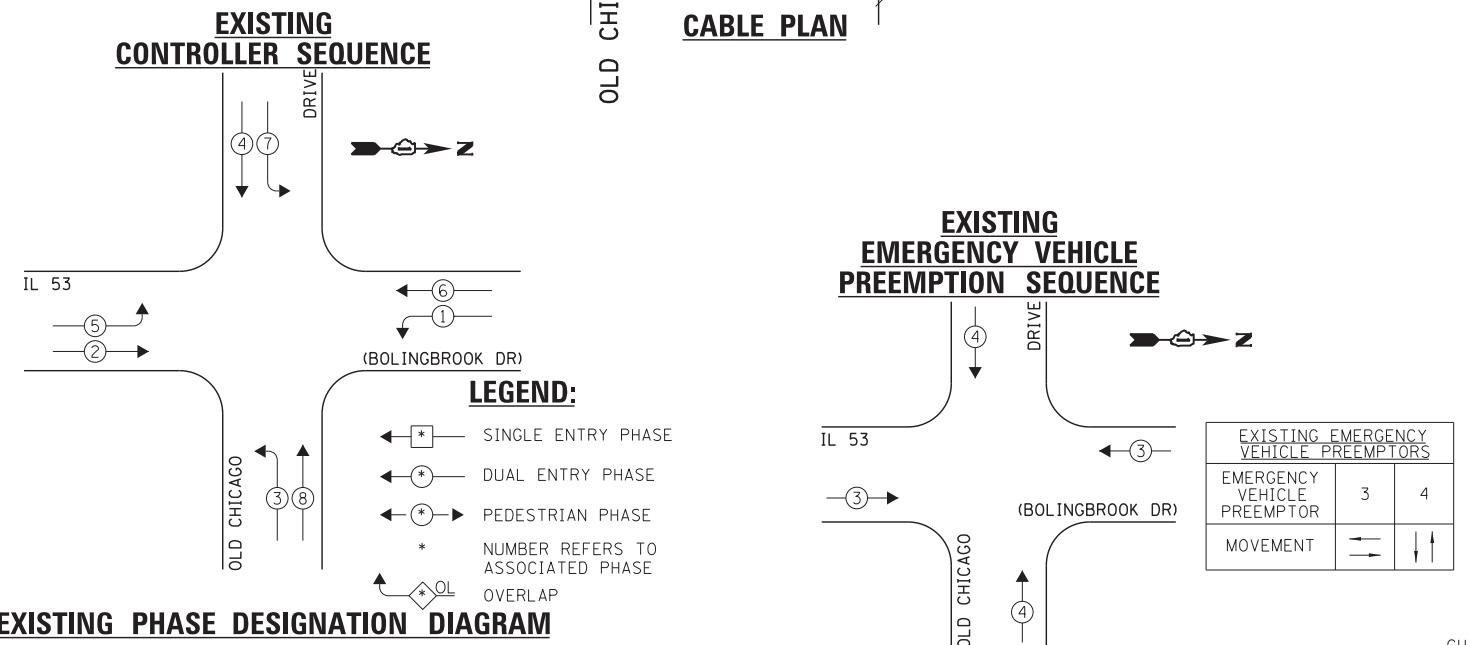 EXISTING
CONTROLLER SEQUENCE
OLD CHI
CABLE PLAN
DRIVE
4
7
N
IL 53
6
5
1
2
(BOLINGBROOK DR)
3
8
OLD CHICAGO
LEGEND:
* SINGLE ENTRY PHASE
* DUAL ENTRY PHASE
* PEDESTRIAN PHASE
* NUMBER REFERS TO
ASSOCIATED PHASE
* OL OVERLAP
EXISTING PHASE DESIGNATION DIAGRAM
EXISTING
EMERGENCY VEHICLE
PREEMPTION SEQUENCE
4
DRIVE
N
IL 53
3
3
(BOLINGBROOK DR)
OLD CHICAGO
4
EXISTING EMERGENCY
VEHICLE PREEMPTORS
EMERGENCY
VEHICLE
PREEMPTOR
3
4
MOVEMENT